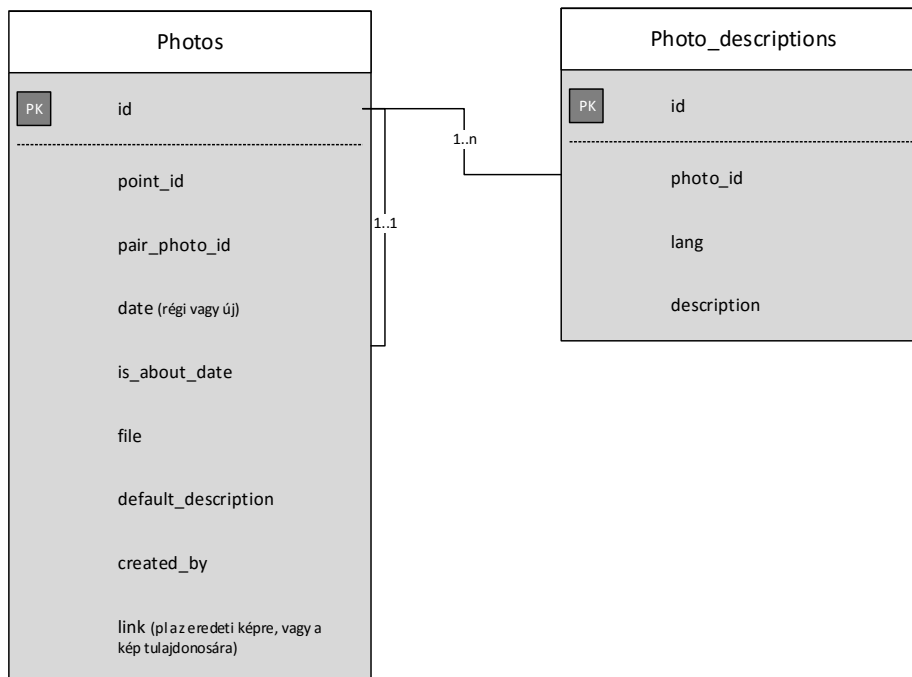 Photos
PK
id
point_id
pair_photo_id
date (régi vagy új)
is_about_date
file
default_description
created_by
link (pl az eredeti képre, vagy a
kép tulajdonosára)
1..1
1..n
Photo_descriptions
PK
id
photo_id
lang
description